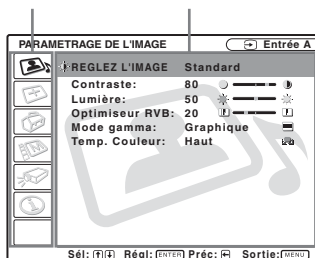 PARAMETRAGE DE L'IMAGE Entrée A
REGLEZ L'IMAGE Standard
Contraste: 80
Lumière: 50
Optimiseur RVB: 20
Mode gamma: Graphique
Temp. Couleur: Haut
Sél: Régl: ENTER Préc: Sortie: MENU